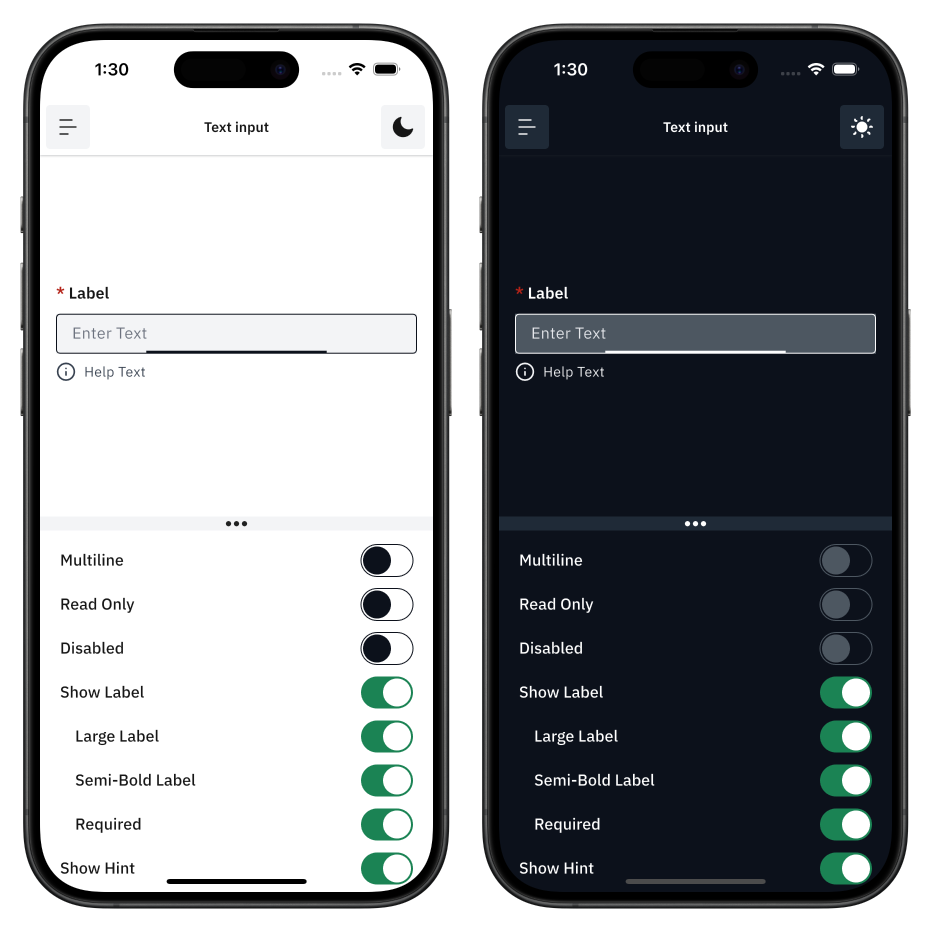 1:30
Text input
* Label
Enter Text
Help Text
Multiline
Read Only
Disabled
Show Label
Large Label
Semi-Bold Label
Required
Show Hint
1:30
Text input
* Label
Enter Text
Help Text
Multiline
Read Only
Disabled
Show Label
Large Label
Semi-Bold Label
Required
Show Hint